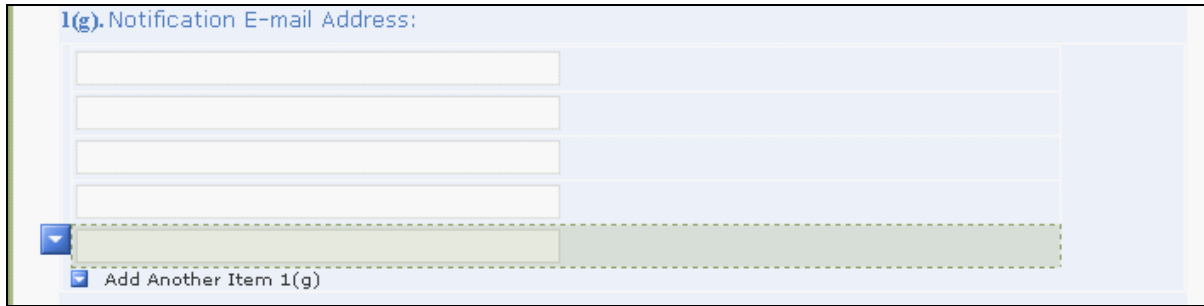 1(g). Notification E-mail Address:
Add Another Item 1(g)